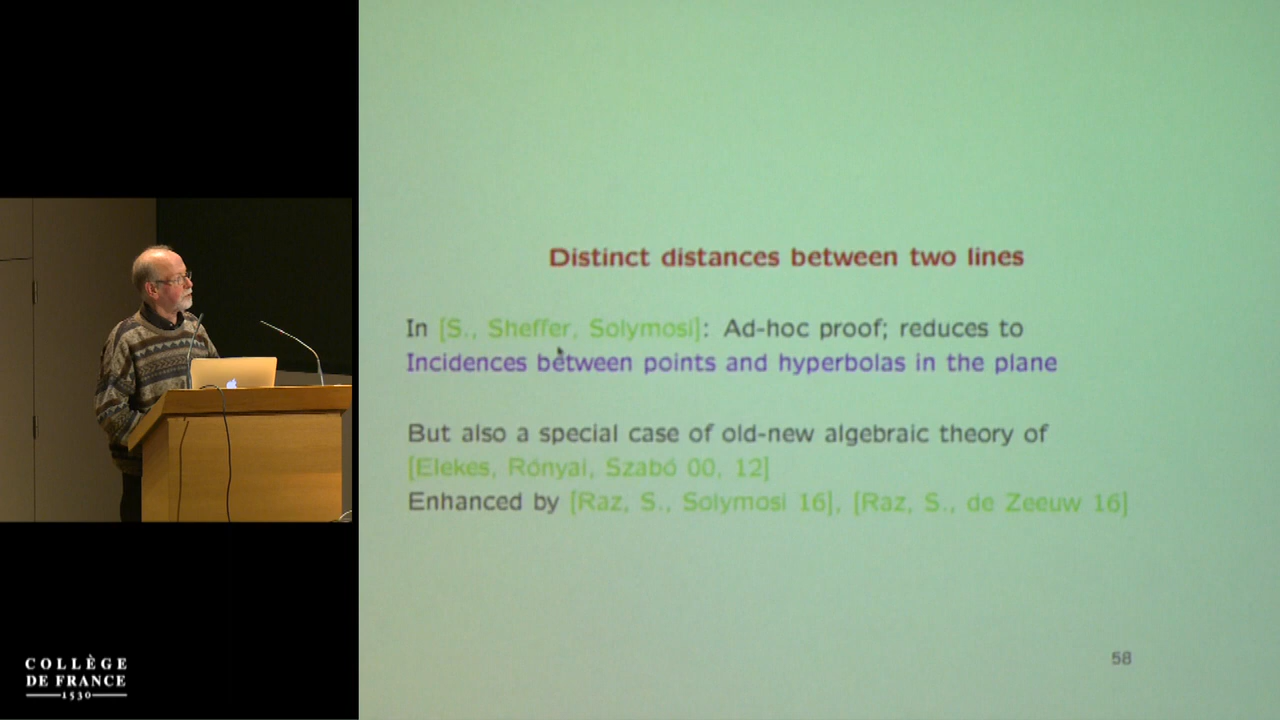 Distinct distances between two lines
In [S., Sheffer, Solymosi]: Ad-hoc proof; reduces to
Incidences between points and hyperbolas in the plane
But also a special case of old-new algebraic theory of
[Elekes, Rónyai, Szabó 00, 12]
Enhanced by [Raz, S., Solymosi 16], [Raz, S., de Zeeuw 16]
58
COLLÈGE
DE FRANCE
1530